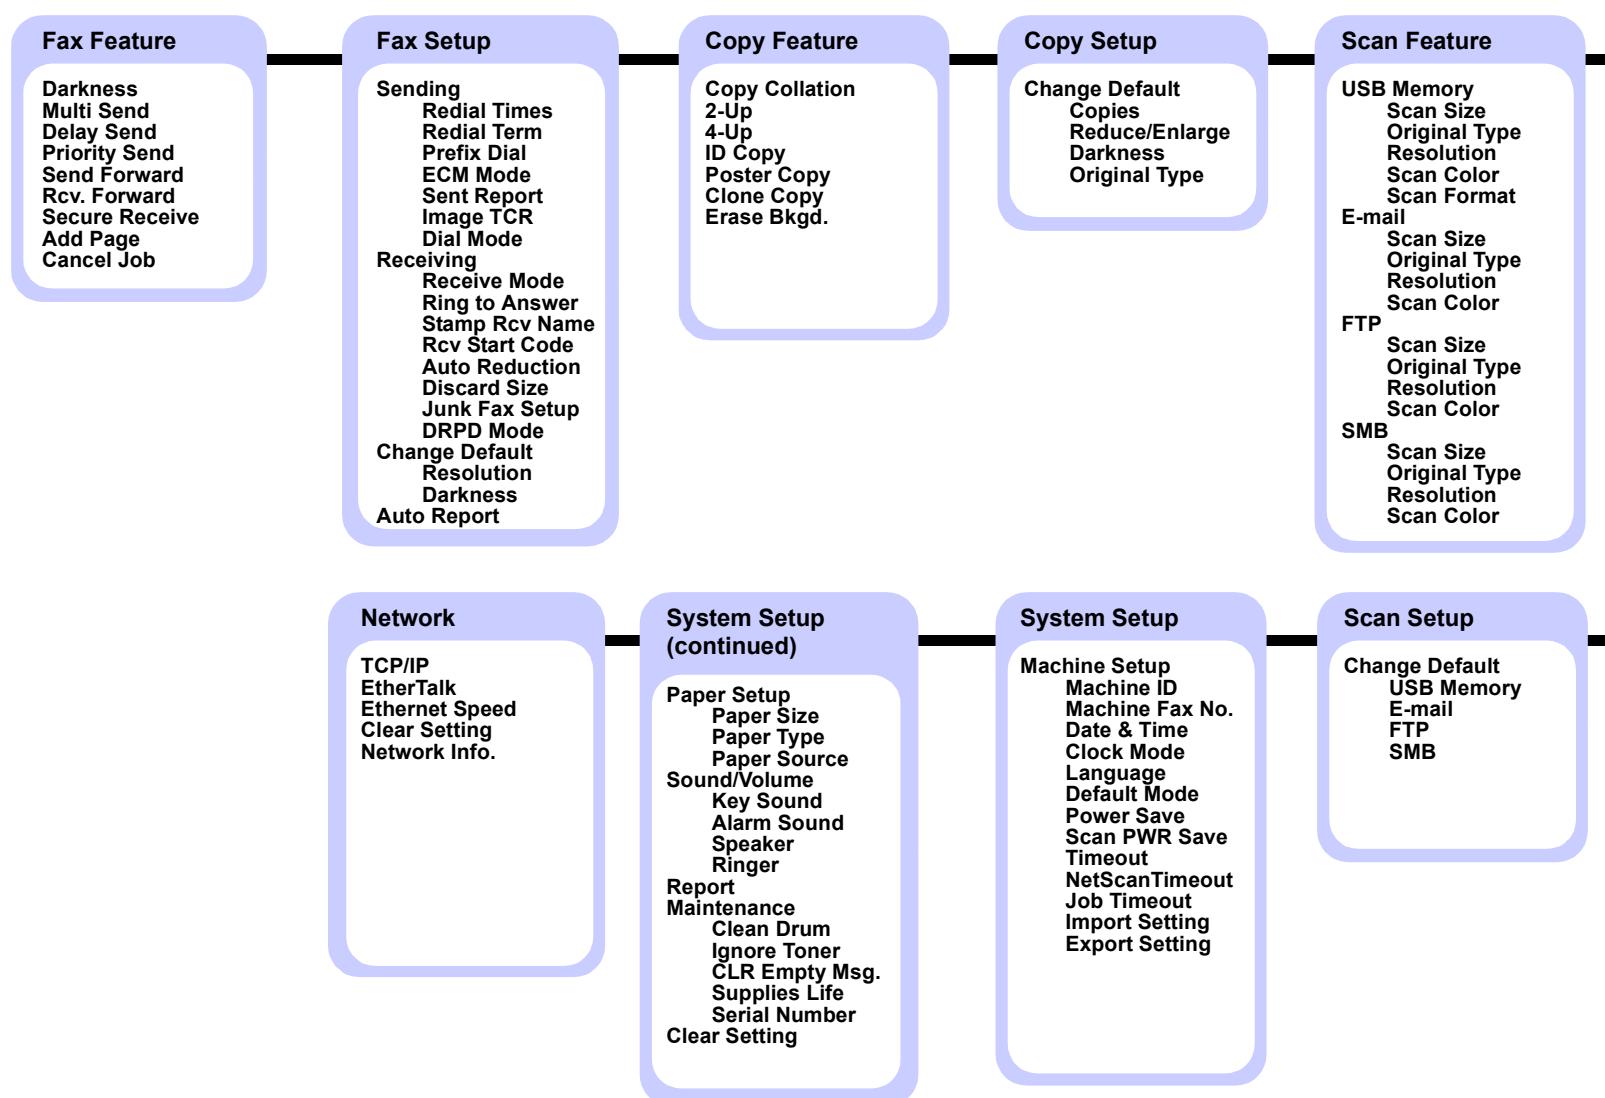 Fax Feature
Darkness
Multi Send
Delay Send
Priority Send
Send Forward
Rcv. Forward
Secure Receive
Add Page
Cancel Job
Fax Setup
Sending
Redial Times
Redial Term
Prefix Dial
ECM Mode
Sent Report
Image TCR
Dial Mode
Receiving
Receive Mode
Ring to Answer
Stamp Rcv Name
Rcv Start Code
Auto Reduction
Discard Size
Junk Fax Setup
DRPD Mode
Change Default
Resolution
Darkness
Auto Report
Copy Feature
Copy Collation
2-Up
4-Up
ID Copy
Poster Copy
Clone Copy
Erase Bkgd.
Copy Setup
Change Default
Copies
Reduce/Enlarge
Darkness
Original Type
Scan Feature
USB Memory
Scan Size
Original Type
Resolution
Scan Color
Scan Format
E-mail
Scan Size
Original Type
Resolution
Scan Color
FTP
Scan Size
Original Type
Resolution
Scan Color
SMB
Scan Size
Original Type
Resolution
Scan Color
Network
TCP/IP
EtherTalk
Ethernet Speed
Clear Setting
Network Info.
System Setup
(continued)
Paper Setup
Paper Size
Paper Type
Paper Source
Sound/Volume
Key Sound
Alarm Sound
Speaker
Ringer
Report
Maintenance
Clean Drum
Ignore Toner
CLR Empty Msg.
Supplies Life
Serial Number
Clear Setting
System Setup
Machine Setup
Machine ID
Machine Fax No.
Date & Time
Clock Mode
Language
Default Mode
Power Save
Scan PWR Save
Timeout
NetScanTimeout
Job Timeout
Import Setting
Export Setting
Scan Setup
Change Default
USB Memory
E-mail
FTP
SMB